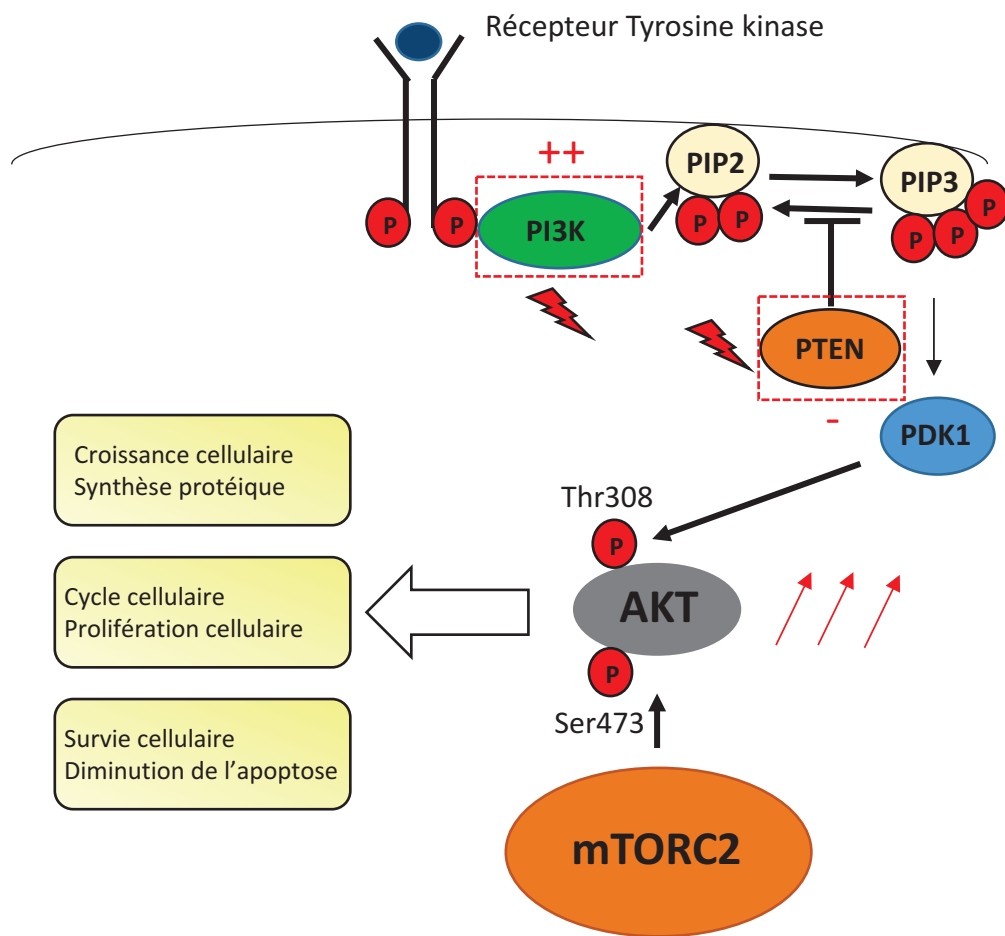 Récepteur Tyrosine kinase
++
PIP2
PIP3
P
P
PI3K
P
P
P
P
P
PTEN
-
PDK1
Croissance cellulaire
Synthèse protéique
Thr308
P
Cycle cellulaire
Prolifération cellulaire
AKT
P
Ser473
Survie cellulaire
Diminution de l'apoptose
mTORC2